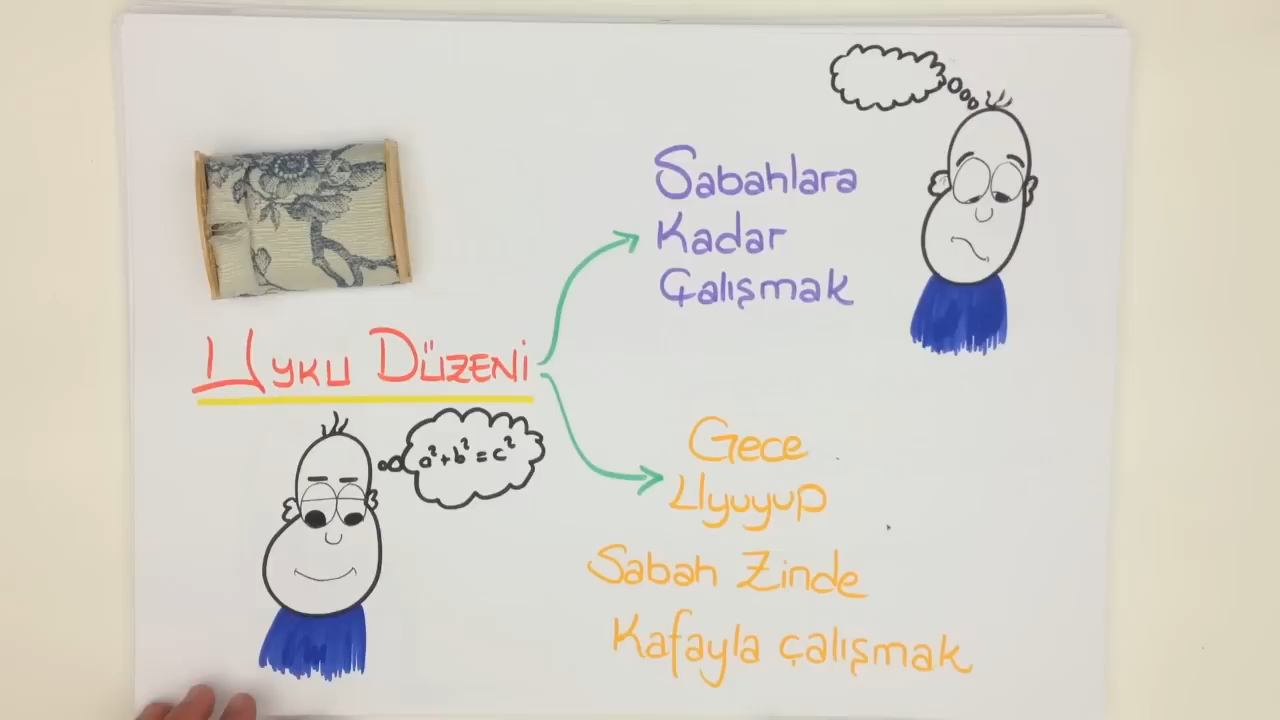 Sabahlara
Kadar
Çalışmak
Uyku Düzeni
a²+b²=c²
Gece
Uyuyup
Sabah Zinde
Kafayla çalışmak